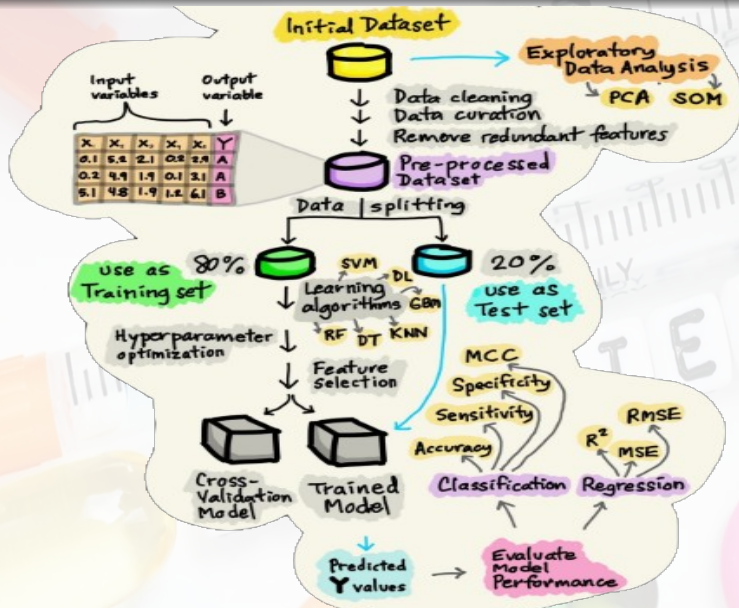 Initial Dataset
Exploratory
Data Analysis
PCA SOM
Input
variables
Output
variable
Data cleaning
Data curation
Remove redundant features
Pre-processed
Dataset
Y
0.1 5.2 2.1 0.2 2.9 A
0.2 4.9 1.9 0.1 3.1 A
5.1 4.8 1.9 1.2 6.1 B
Data splitting
80%
use as
Training set
20%
use as
Test set
Learning
algorithms
SVM
DL
GBM
KNN
DT
RF
Hyperparameter
optimization
Feature
selection
Cross-
Validation
Model
Trained
Model
Predicted
Y values
Evaluate
Model
Performance
Classification
Accuracy
Sensitivity
Specificity
MCC
Regression
R²
MSE
RMSE